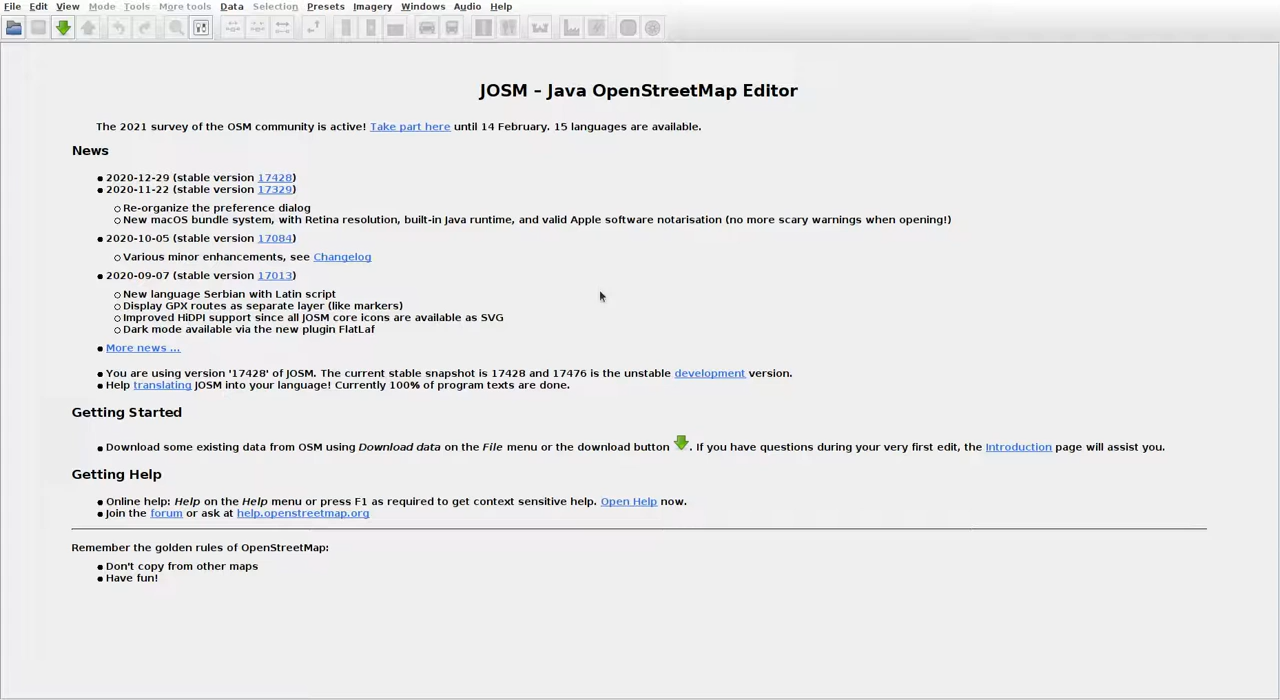 File Edit View Mode Tools More tools Data Selection Presets Imagery Windows Audio Help
JOSM – Java OpenStreetMap Editor
The 2021 survey of the OSM community is active! Take part here until 14 February. 15 languages are available.
News
2020-12-29 (stable version 17428)
2020-11-22 (stable version 17329)
Re-organize the preference dialog
New macOS bundle system, with Retina resolution, built-in Java runtime, and valid Apple software notarisation (no more scary warnings when opening!)
2020-10-05 (stable version 17084)
Various minor enhancements, see Changelog
2020-09-07 (stable version 17013)
New language Serbian with Latin script
Display GPX routes as separate layer (like markers)
Improved HiDPI support since all JOSM core icons are available as SVG
Dark mode available via the new plugin FlatLaf
More news ...
You are using version '17428' of JOSM. The current stable snapshot is 17428 and 17476 is the unstable development version.
Help translating JOSM into your language! Currently 100% of program texts are done.
Getting Started
Download some existing data from OSM using Download data on the File menu or the download button . If you have questions during your very first edit, the Introduction page will assist you.
Getting Help
Online help: Help on the Help menu or press F1 as required to get context sensitive help. Open Help now.
Join the forum or ask at help.openstreetmap.org
Remember the golden rules of OpenStreetMap:
Don't copy from other maps
Have fun!